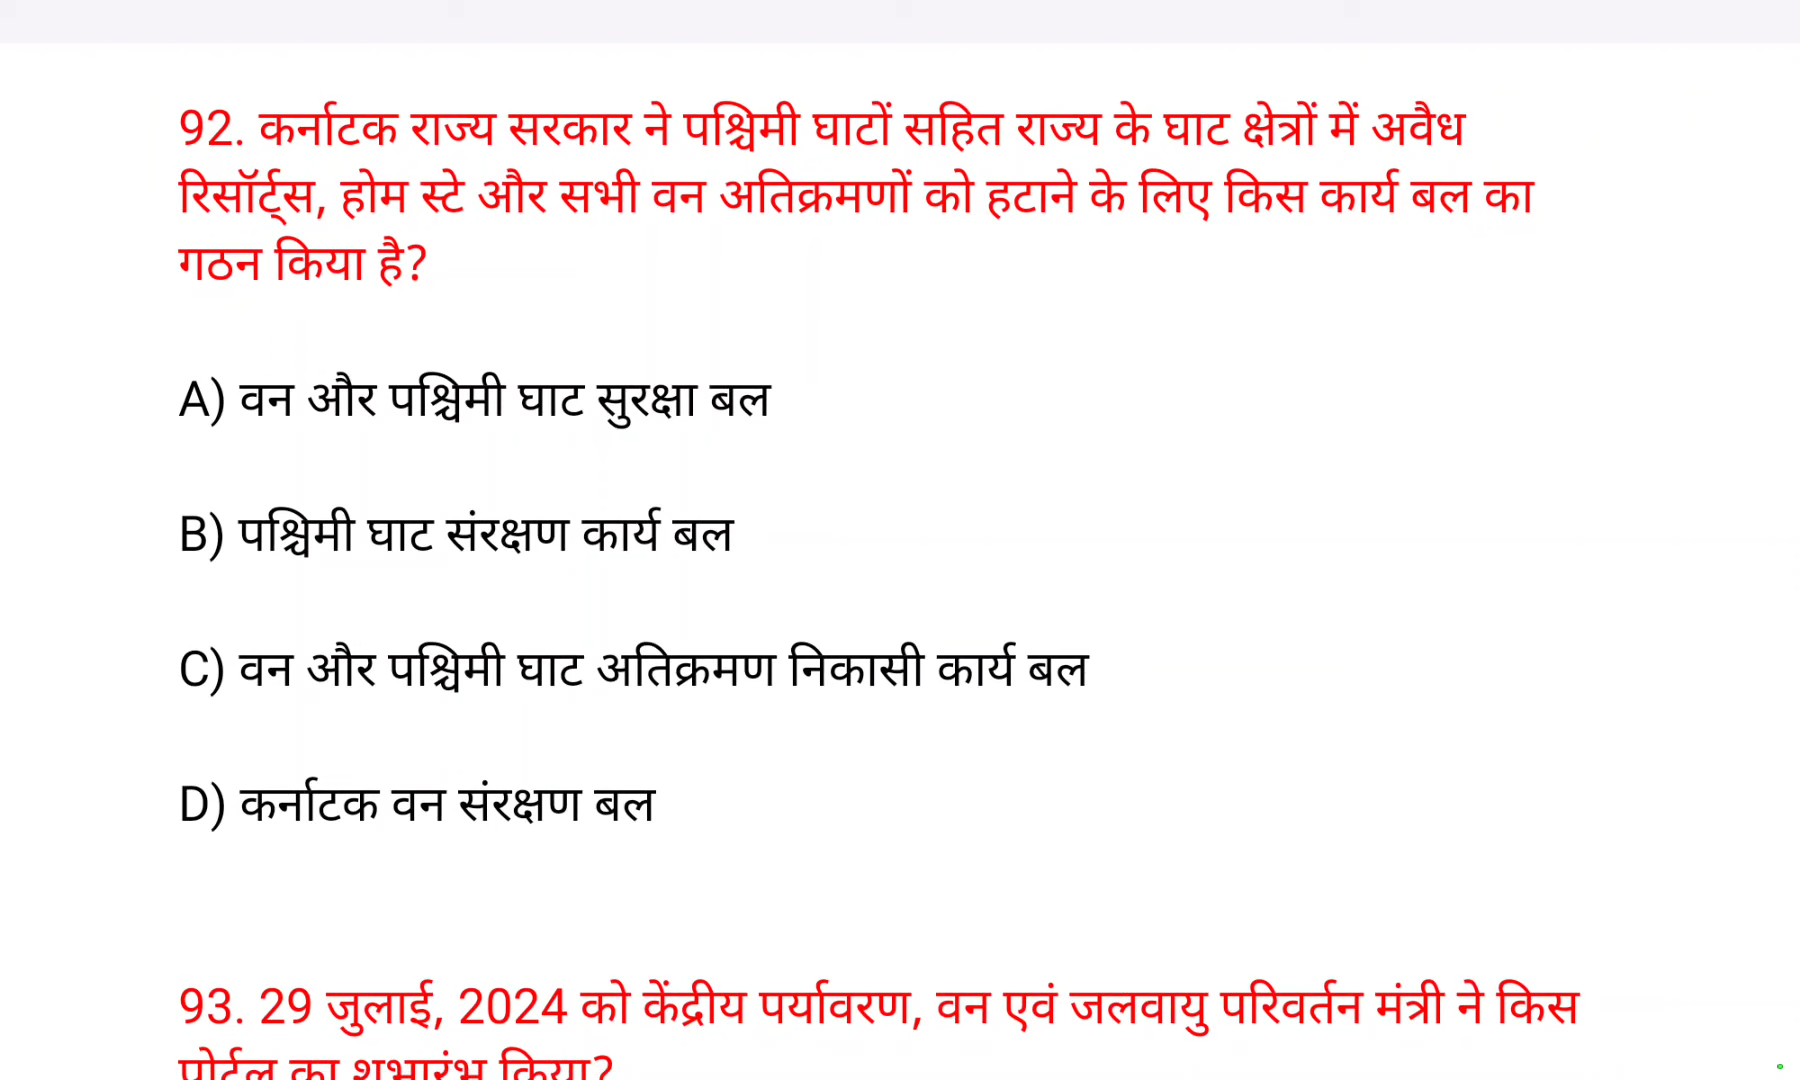 92. कर्नाटक राज्य सरकार ने पश्चिमी घाटों सहित राज्य के घाट क्षेत्रों में अवैध
रिसॉर्ट्स, होम स्टे और सभी वन अतिक्रमणों को हटाने के लिए किस कार्य बल का
गठन किया है?
A) वन और पश्चिमी घाट सुरक्षा बल
B) पश्चिमी घाट संरक्षण कार्य बल
C) वन और पश्चिमी घाट अतिक्रमण निकासी कार्य बल
D) कर्नाटक वन संरक्षण बल
93. 29 जुलाई, 2024 को केंद्रीय पर्यावरण, वन एवं जलवायु परिवर्तन मंत्री ने किस
पोर्टल का शुभारंभ किया?